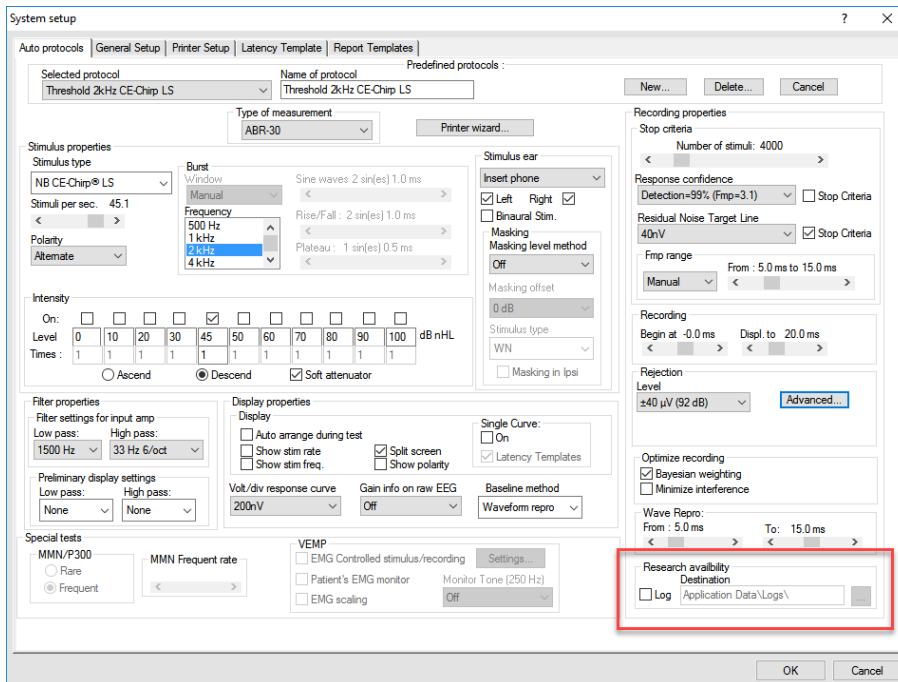 System setup
? ×
Auto protocols General Setup Printer Setup Latency Template Report Templates
Predefined protocols :
Selected protocol
Threshold 2kHz CE-Chirp LS
Name of protocol
Threshold 2kHz CE-Chirp LS
New... Delete... Cancel
Type of measurement
ABR-30
Printer wizard...
Stimulus properties
Stimulus type
NB CE-Chirp® LS
Stimuli per sec. 45.1
Polarity
Alternate
Burst
Window
Manual
Frequency
500 Hz
1 kHz
2 kHz
4 kHz
Sine waves 2 sin(es) 1.0 ms
Rise/Fall : 2 sin(es) 1.0 ms
Plateau : 1 sin(es) 0.5 ms
Stimulus ear
Insert phone
Left Right
Binaural Stim.
Masking
Masking level method
Off
Masking offset
0 dB
Stimulus type
WN
Masking in Ipsi
Intensity
On:
Level 0 10 20 30 45 50 60 70 80 90 100 dB nHL
Times : 1 1 1 1 1 1 1 1 1 1 1
Ascend Descend Soft attenuator
Filter properties
Filter settings for input amp
Low pass: High pass:
1500 Hz 33 Hz 6/oct
Preliminary display settings
Low pass: High pass:
None None
Display properties
Display
Auto arrange during test
Show stim rate Split screen
Show stim freq. Show polarity
Single Curve:
On
Latency Templates
Volt/div response curve Gain info on raw EEG Baseline method
200nV Off Waveform repro
Special tests
MMN/P300
Rare
Frequent
MMN Frequent rate
VEMP
EMG Controlled stimulus/recording Settings...
Patient's EMG monitor Monitor Tone (250 Hz)
EMG scaling Off
Recording properties
Stop criteria
Number of stimuli: 4000
Response confidence
Detection=99% (Fmp=3.1) Stop Criteria
Residual Noise Target Line
40nV Stop Criteria
Fmp range
Manual From : 5.0 ms to 15.0 ms
Recording
Begin at -0.0 ms Displ. to 20.0 ms
Rejection
Level
±40 µV (92 dB) Advanced...
Optimize recording
Bayesian weighting
Minimize interference
Wave Repro:
From : 5.0 ms To: 15.0 ms
Research availbility
Destination
Log Application Data\Logs\ ...
OK Cancel